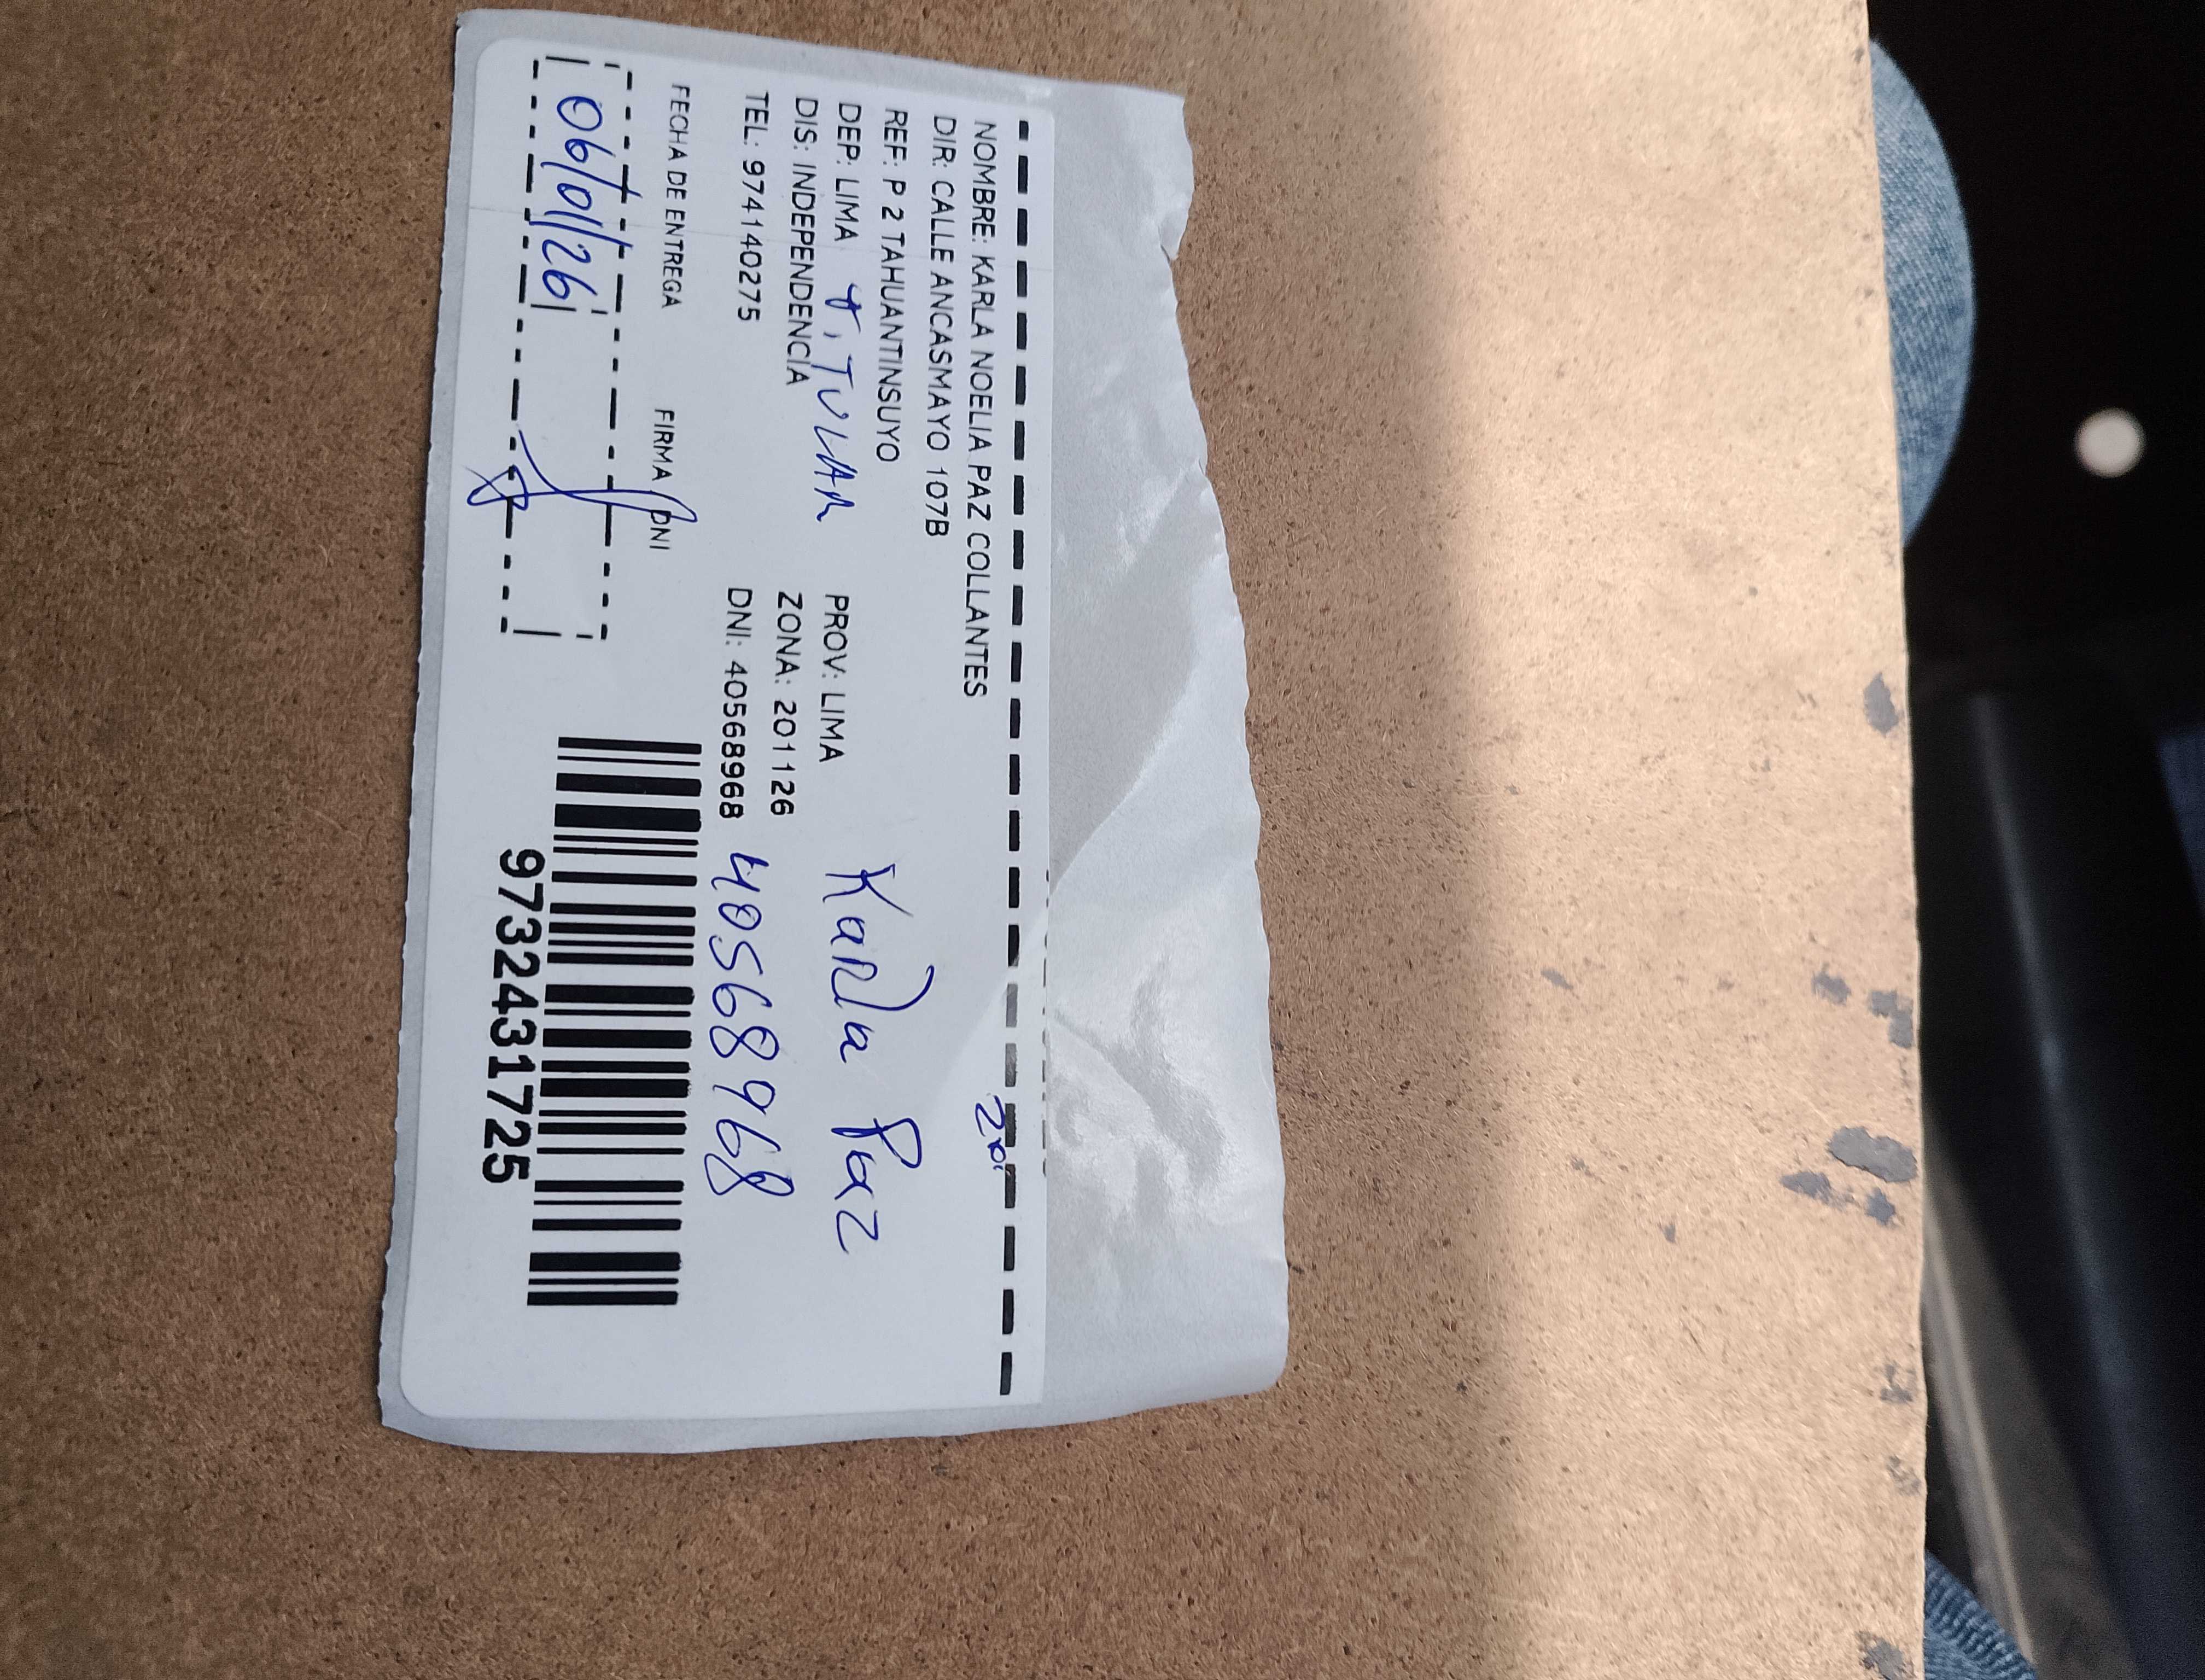 NOMBRE: KARLA NOELIA PAZ COLLANTES
DIR: CALLE ANCASMAYO 107B
REF: P 2 TAHUANTINSUYO
DEP: LIMA PROV: LIMA Karla Paz
DIS: INDEPENDENCIA ZONA: 201126
TEL: 974140275 DNI: 40568968 40568968
FECHA DE ENTREGA FIRMA DNI
06/01/26
9732431725